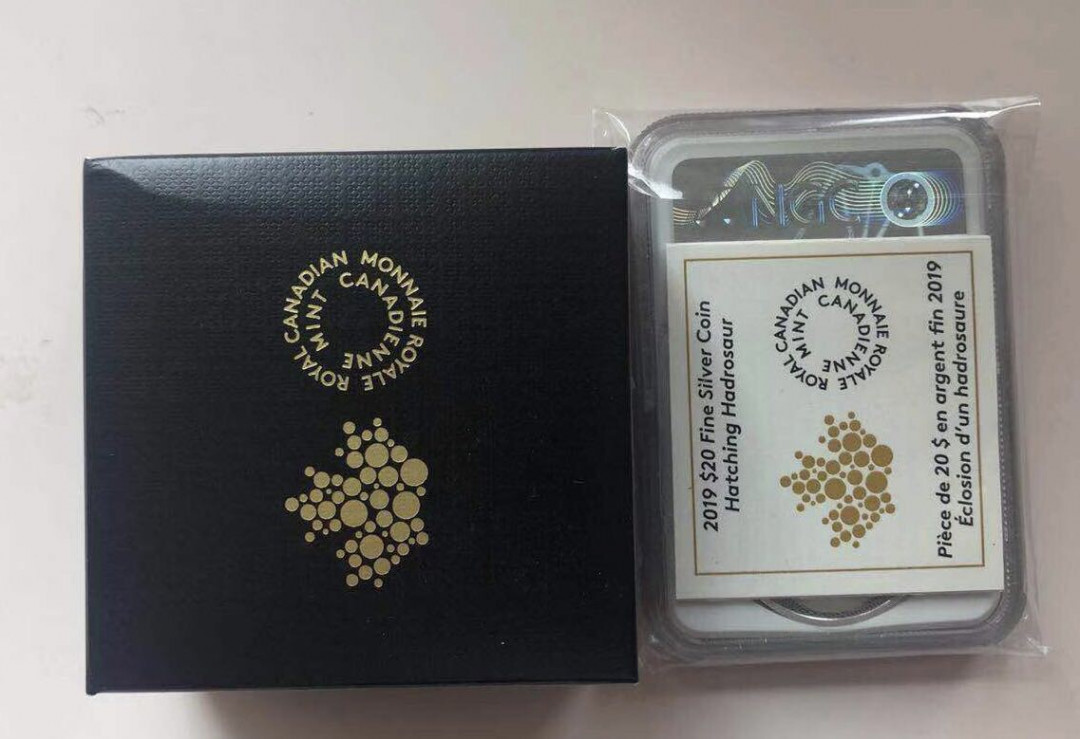 ROYAL CANADIAN MINT
MONNAIE ROYALE CANADIENNE
NGC
2019 $20 Fine Silver Coin
Hatching Hadrosaur
ROYAL CANADIAN MINT
MONNAIE ROYALE CANADIENNE
Pièce de 20 $ en argent fin 2019
Éclosion d'un hadrosaure